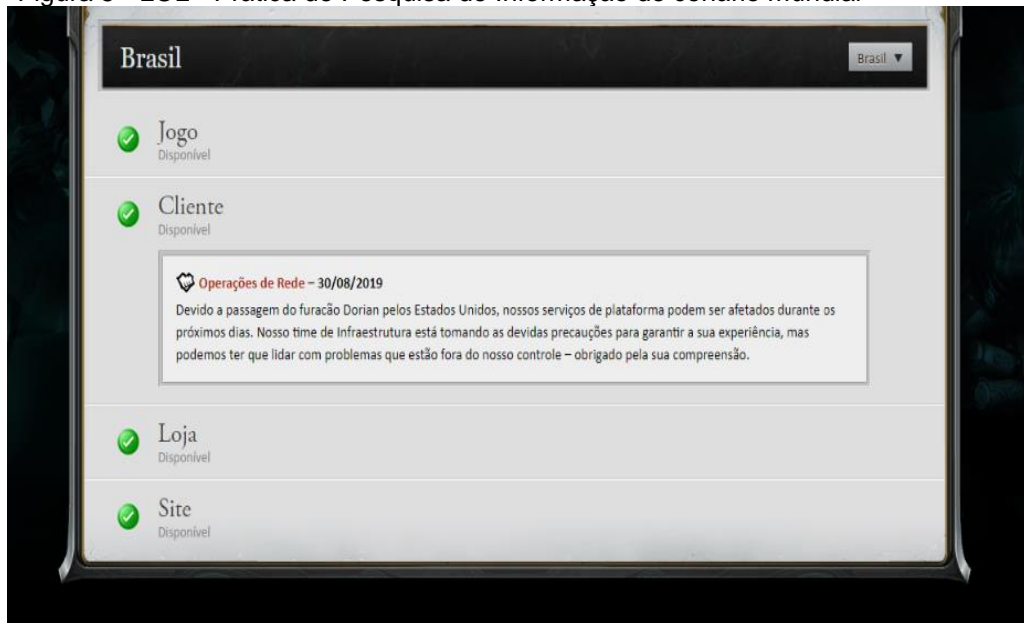 Brasil
Brasil ▼
Jogo
Disponível
Cliente
Disponível
Operações de Rede – 30/08/2019
Devido a passagem do furacão Dorian pelos Estados Unidos, nossos serviços de plataforma podem ser afetados durante os
próximos dias. Nosso time de Infraestrutura está tomando as devidas precauções para garantir a sua experiência, mas
podemos ter que lidar com problemas que estão fora do nosso controle – obrigado pela sua compreensão.
Loja
Disponível
Site
Disponível